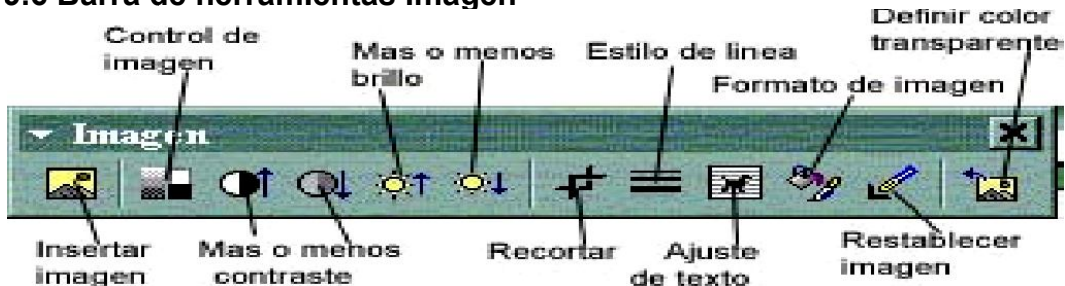 Barra de herramientas Imagen
Control de
imagen
Mas o menos
brillo
Estilo de linea
Definir color
transparente
Formato de imagen
Imagen
Insertar
imagen
Mas o menos
contraste
Recortar
Ajuste
de texto
Restablecer
imagen